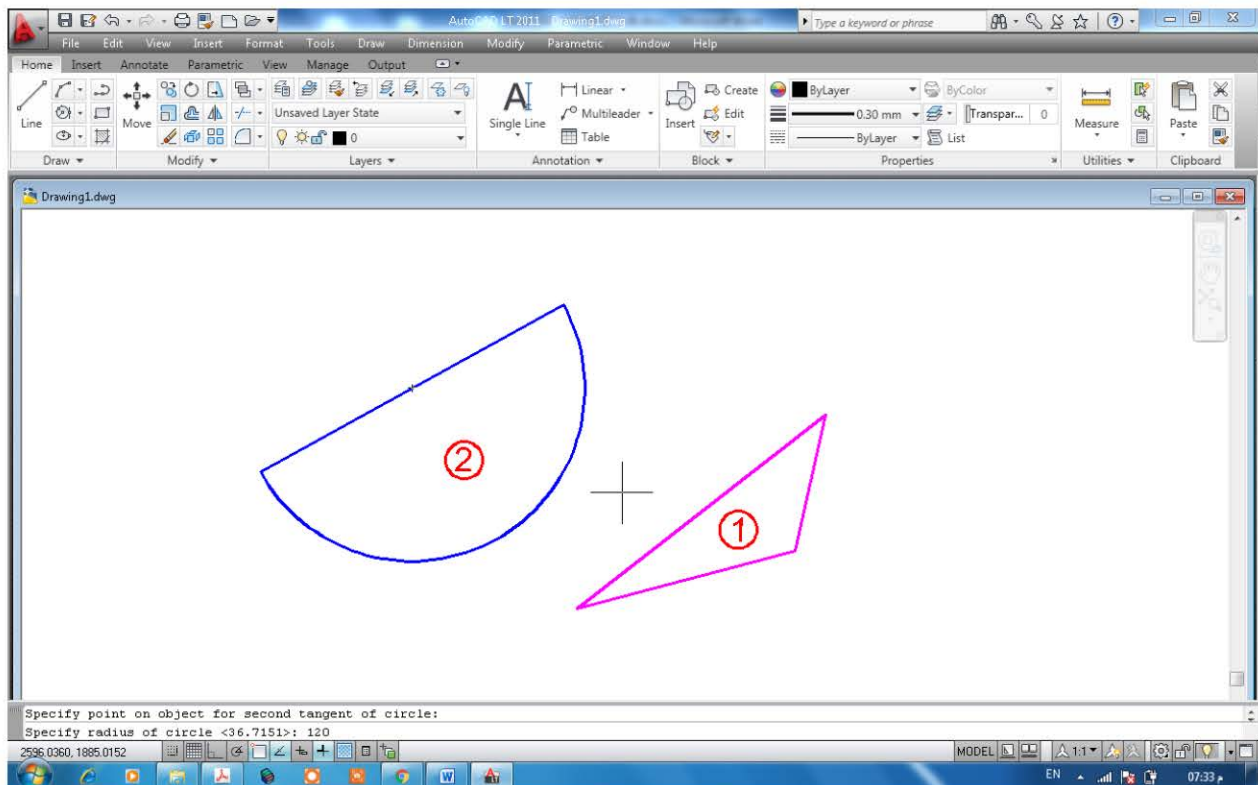 AutoCAD LT 2011 Drawing1.dwg
Type a keyword or phrase
File Edit View Insert Format Tools Draw Dimension Modify Parametric Window Help
Home Insert Annotate Parametric View Manage Output
Line
Move
Unsaved Layer State
0
Single Line
Linear
Multileader
Table
Insert
Create
Edit
ByLayer
0.30 mm
ByLayer
ByColor
Transpar... 0
List
Measure
Paste
Draw Modify Layers Annotation Block Properties Utilities Clipboard
Drawing1.dwg
2
1
Specify point on object for second tangent of circle:
Specify radius of circle <36.7151>: 120
2596.0360, 1885.0152
MODEL
1:1
W
EN
07:33 م